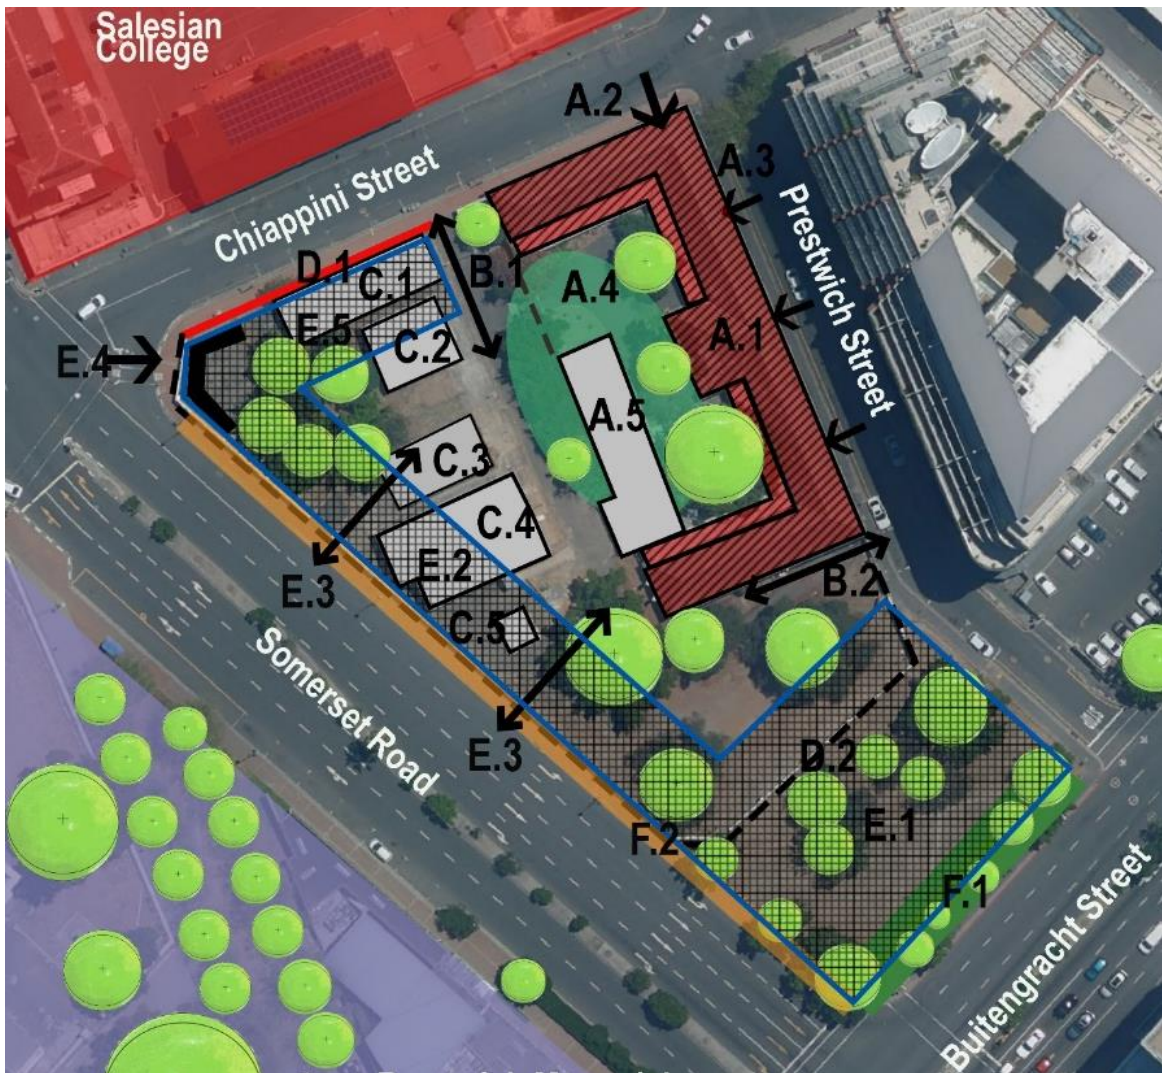 Salesian
College
A.2
A.3
Chiappini Street
Prestwich Street
D.1
C.1
B.1
A.4
E.5
E.4
C.2
A.1
A.5
C.3
C.4
E.2
E.3
B.2
C.5
Somerset Road
E.3
D.2
F.2
E.1
F.1
Buitengracht Street